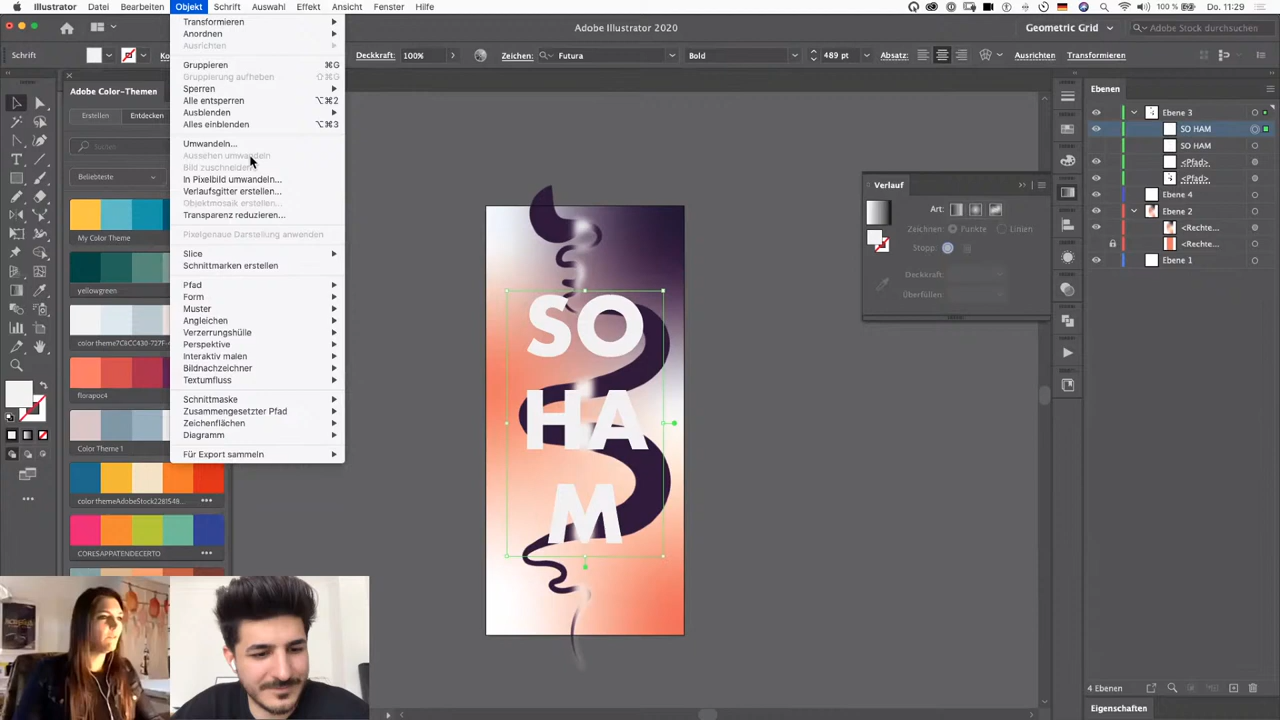 Illustrator Datei Bearbeiten Objekt Schrift Auswahl Effekt Ansicht Fenster Hilfe
90 % Di. 11:29
Adobe Illustrator 2020
Geometric Grid
Adobe Stock durchsuchen
Schrift
Deckkraft: 100%
Zeichen: Futura
Bold
489 pt
Absatz:
Ausrichten
Transformieren
Adobe Color-Themen
Erstellen
Entdecken
Suchen
Beliebteste
My Color Theme
yellowgreen
color theme7C8CC430-727...
florapoc4
Color Theme 1
color themeAdobeStock2281548...
CORESAPPATENDECERTO
Transformieren
Anordnen
Ausrichten
Gruppieren ⌘G
Gruppierung aufheben ⇧⌘G
Sperren
Alle entsperren ⌥⌘2
Ausblenden
Alles einblenden ⌥⌘3
Umwandeln...
Aussehen umwandeln
Bild zuschneiden
In Pixelbild umwandeln...
Verlaufsgitter erstellen...
Objektmosaik erstellen...
Transparenz reduzieren...
Pixelgenaue Darstellung anwenden
Slice
Schnittmarken erstellen
Pfad
Form
Muster
Angleichen
Verzerrungshülle
Perspektive
Interaktiv malen
Bildnachzeichner
Textumfluss
Schnittmaske
Zusammengesetzter Pfad
Zeichenflächen
Diagramm
Für Export sammeln
SO
HA
M
Verlauf
Art:
Zeichnen: Punkte Linien
Stopp:
Deckkraft:
Überfüllen:
Ebenen
Ebene 3
SO HAM
SO HAM
<Pfad>
<Pfad>
Ebene 4
Ebene 2
<Rechte...
<Rechte...
Ebene 1
4 Ebenen
Eigenschaften